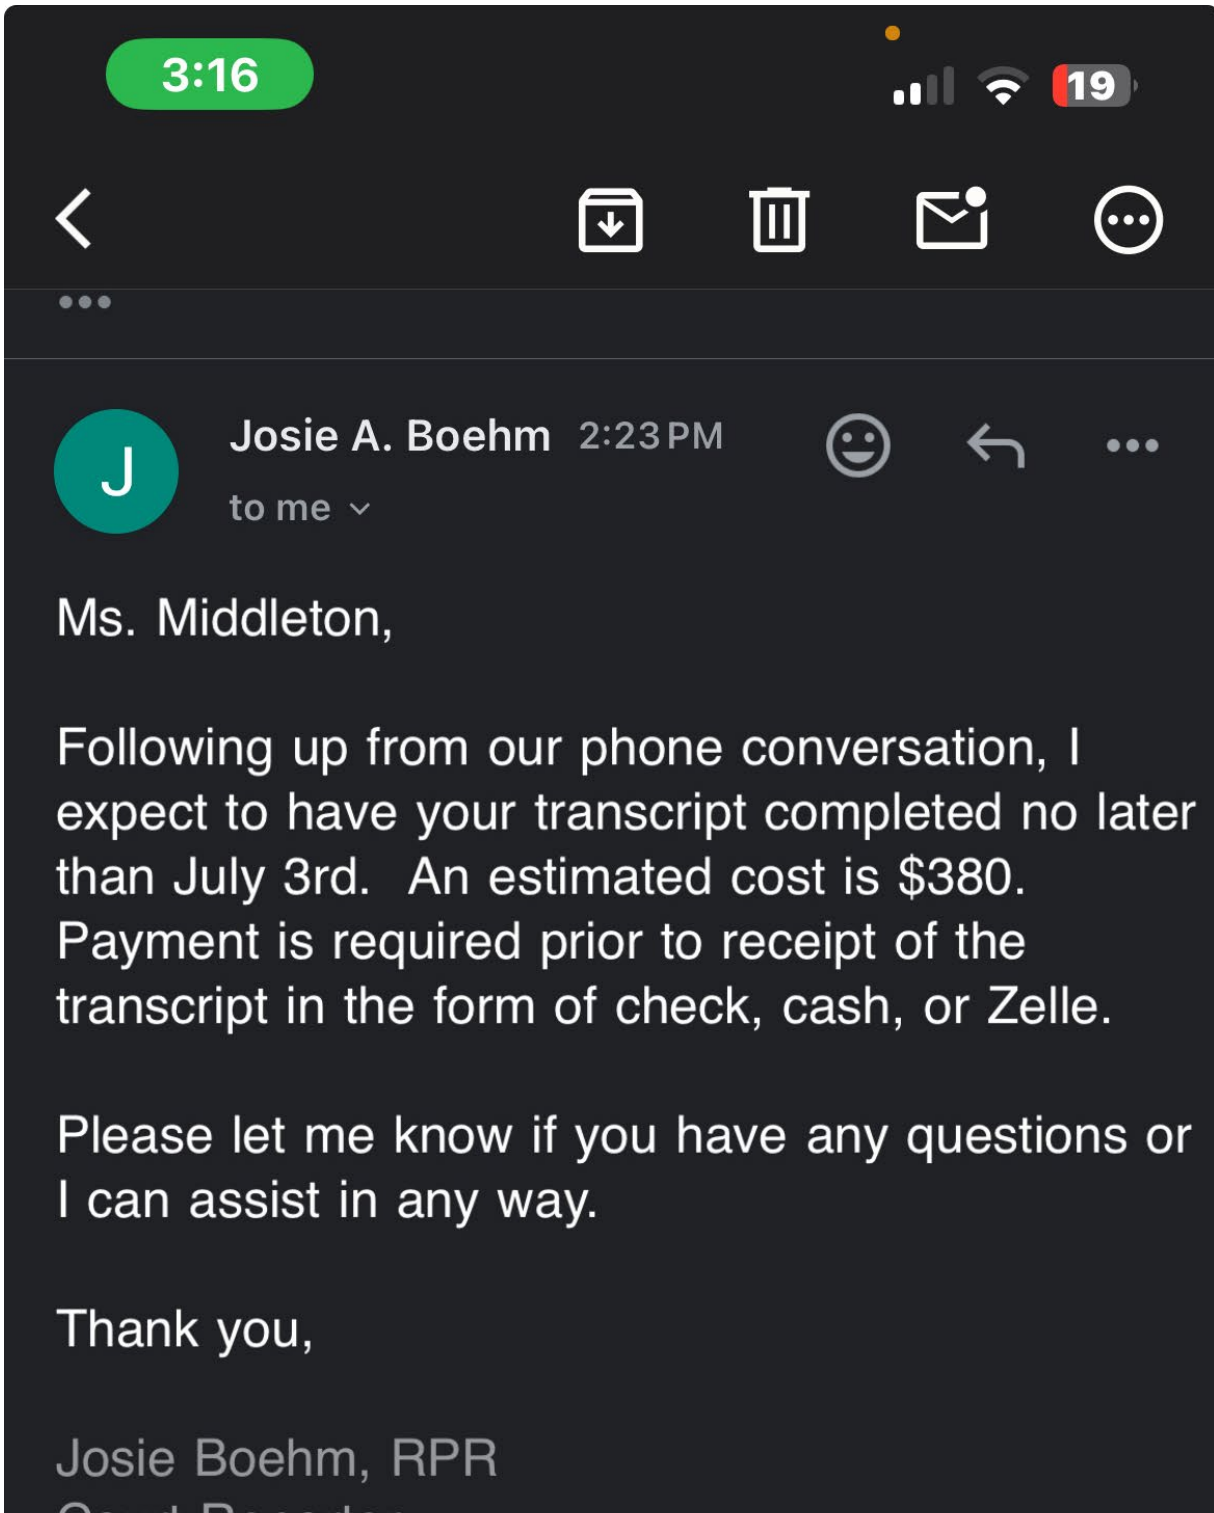 3:16
19
J
Josie A. Boehm 2:23 PM
to me
Ms. Middleton,
Following up from our phone conversation, I
expect to have your transcript completed no later
than July 3rd.  An estimated cost is $380.
Payment is required prior to receipt of the
transcript in the form of check, cash, or Zelle.
Please let me know if you have any questions or
I can assist in any way.
Thank you,
Josie Boehm, RPR